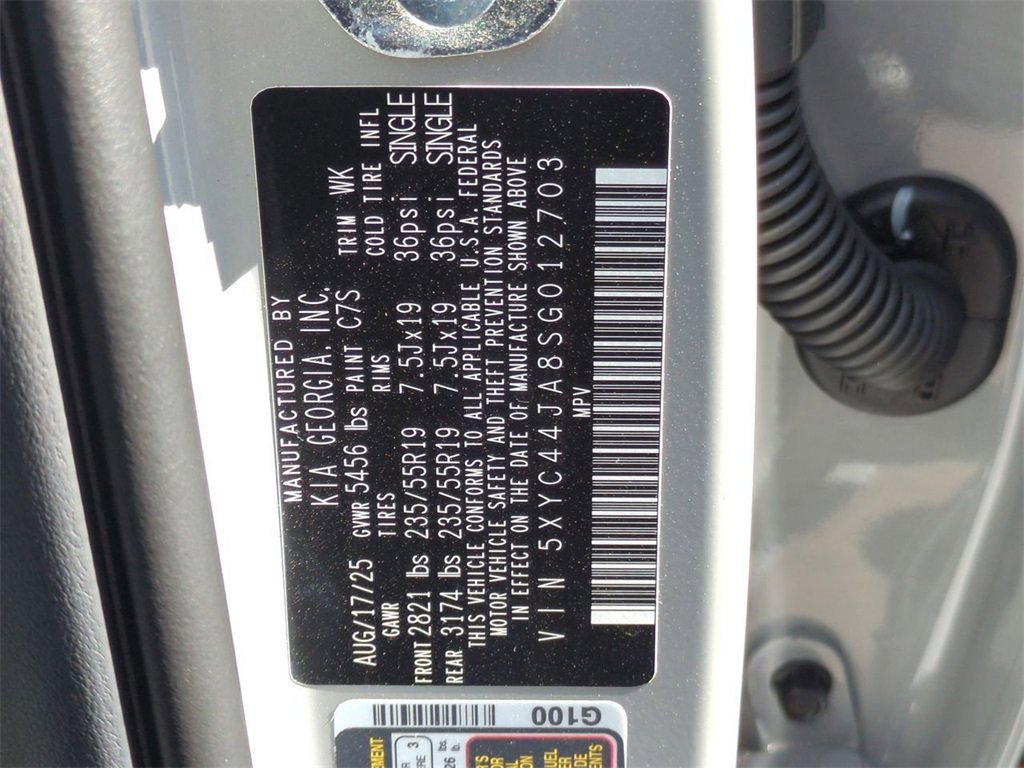 MANUFACTURED BY
KIA GEORGIA, INC.
AUG/17/25 GVWR 5456 lbs PAINT C7S TRIM WK
GAWR TIRES RIMS COLD TIRE INFL
FRONT 2821 lbs 235/55R19 7.5Jx19 36psi SINGLE
REAR 3174 lbs 235/55R19 7.5Jx19 36psi SINGLE
THIS VEHICLE CONFORMS TO ALL APPLICABLE U.S.A. FEDERAL
MOTOR VEHICLE SAFETY AND THEFT PREVENTION STANDARDS
IN EFFECT ON THE DATE OF MANUFACTURE SHOWN ABOVE
VIN 5XYC44JA8SG012703
MPV
G100